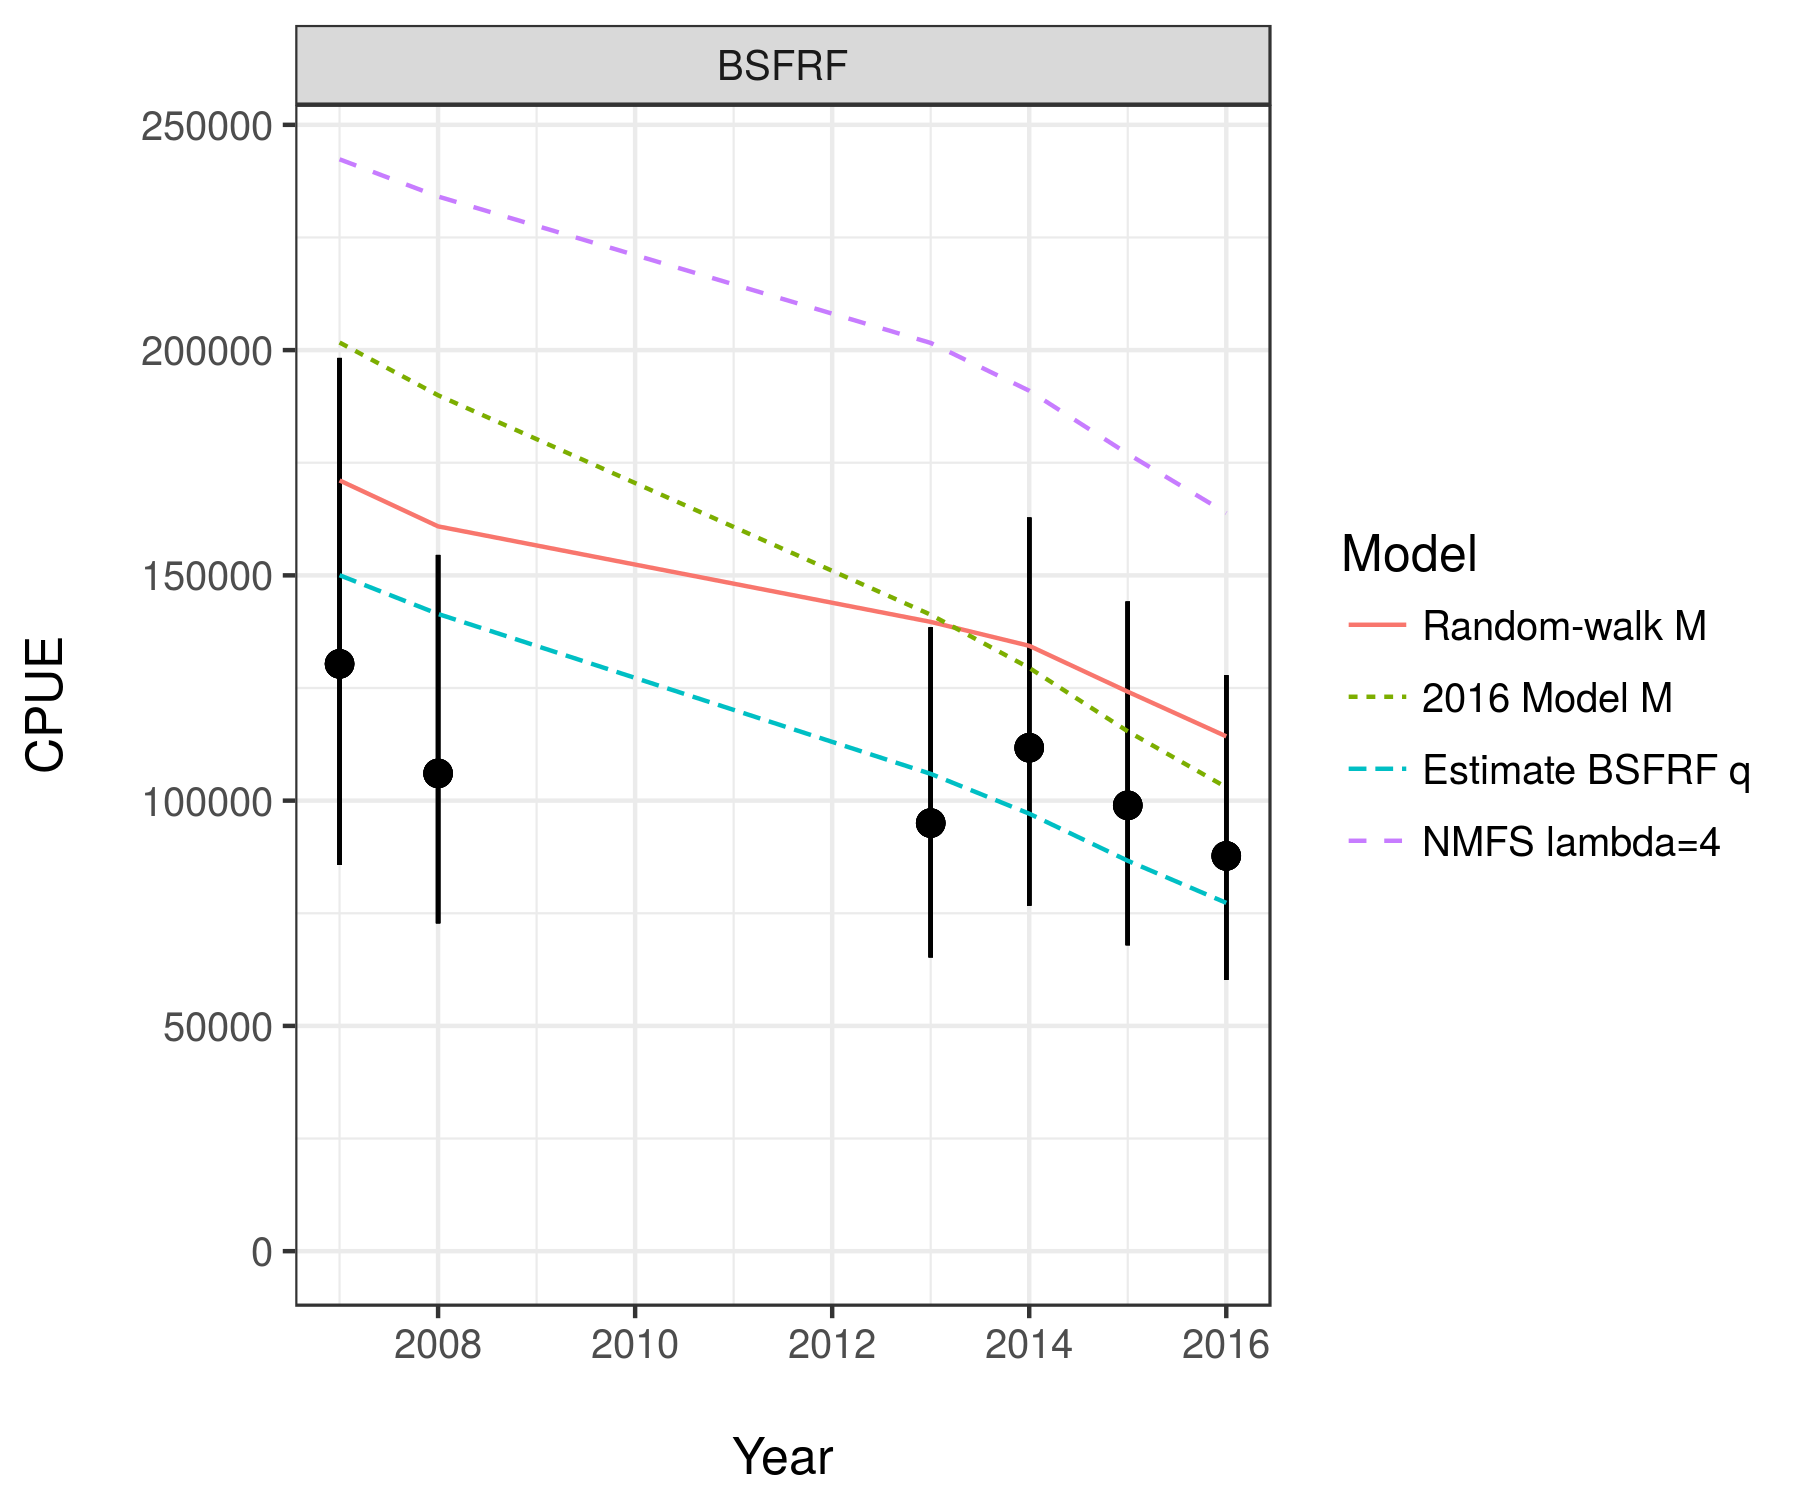 BSFRF
250000
200000
150000
100000
50000
0
2008 2010 2012 2014 2016
Year
CPUE
Model
Random-walk M
2016 Model M
Estimate BSFRF q
NMFS lambda=4